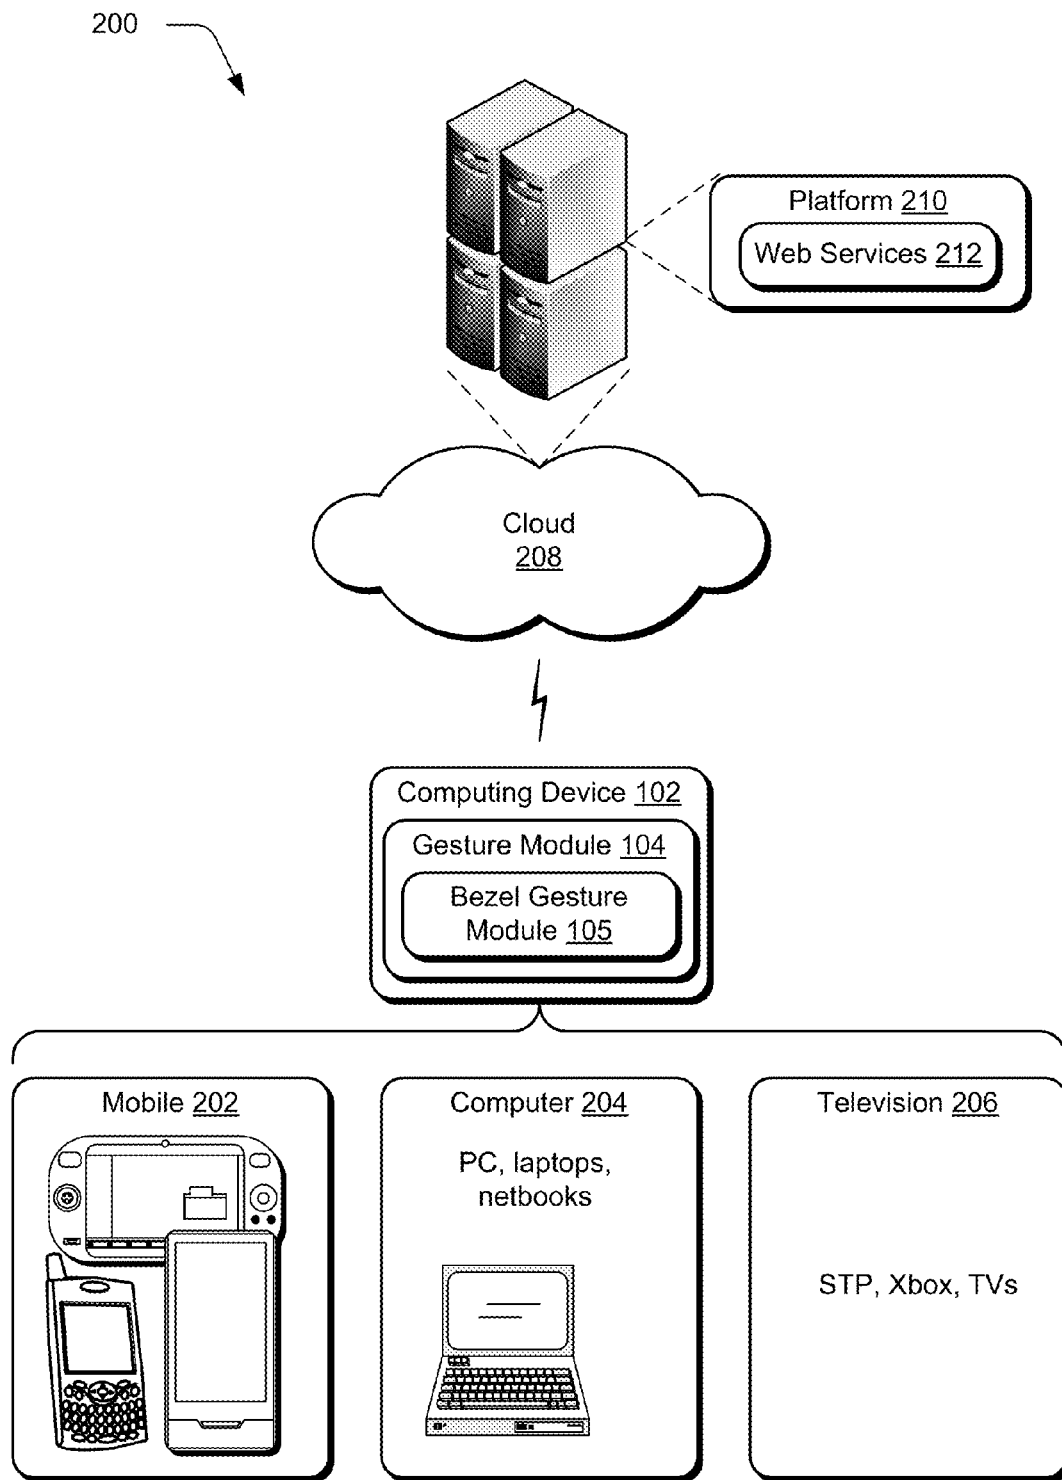 200
Platform 210
Web Services 212
Cloud
208
Computing Device 102
Gesture Module 104
Bezel Gesture
Module 105
Mobile 202
Computer 204
PC, laptops,
netbooks
Television 206
STP, Xbox, TVs